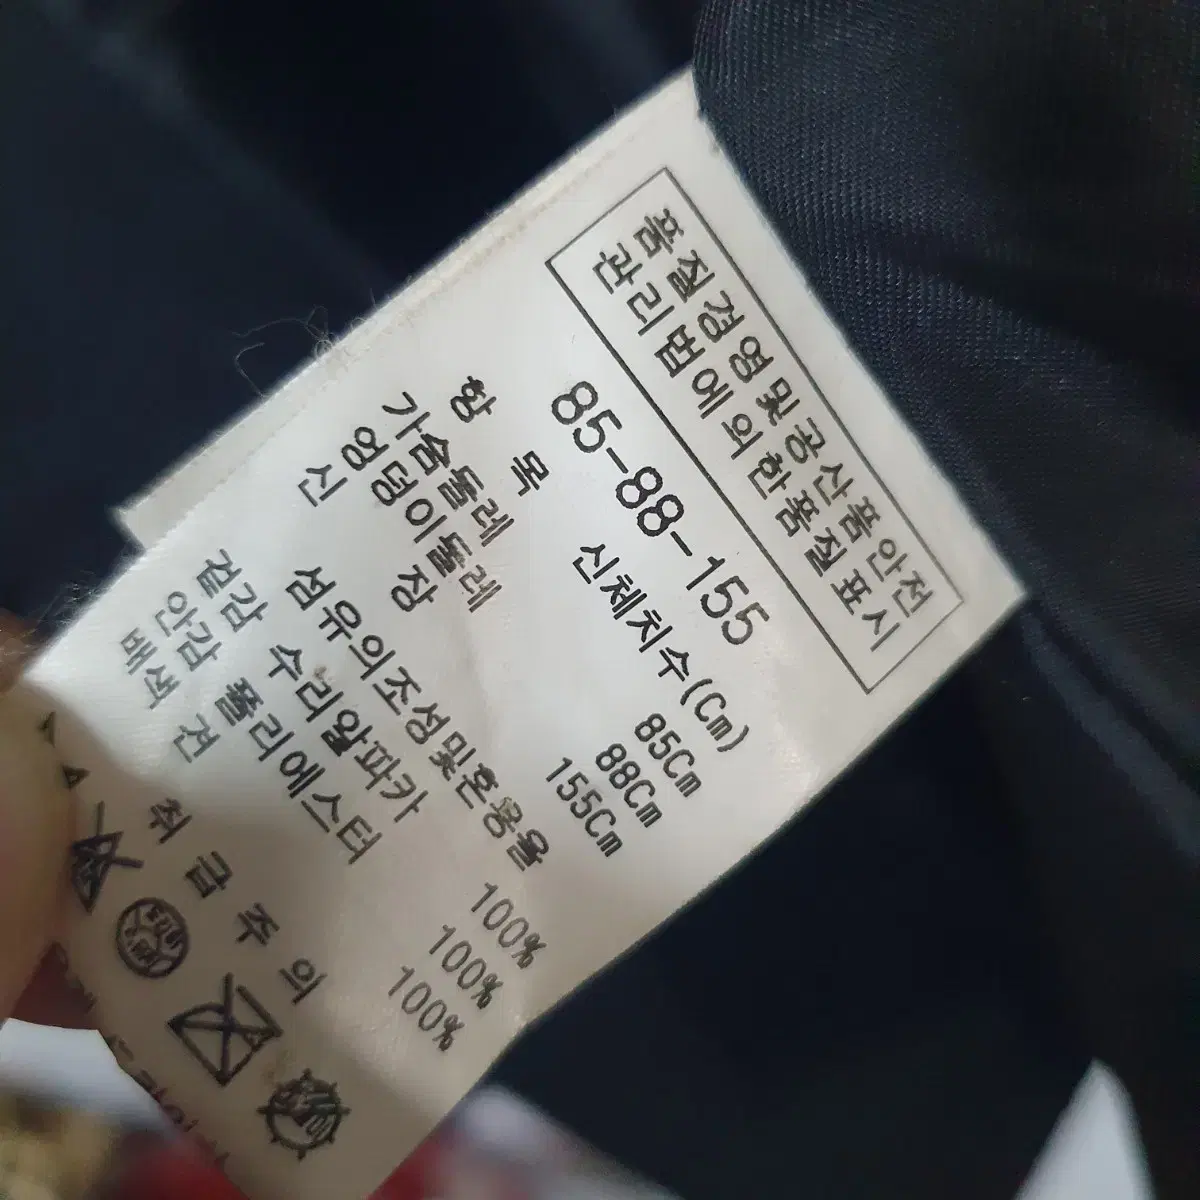 품질경영및공산품안전
관리법에의한품질표시
85-88-155
항 목 신체치수(Cm)
가슴둘레 85Cm
엉덩이둘레 88Cm
신 장 155Cm
섬유의조성및혼용율
겉감 수리알파카 100%
안감 폴리에스터 100%
배색 견 100%
취급주의